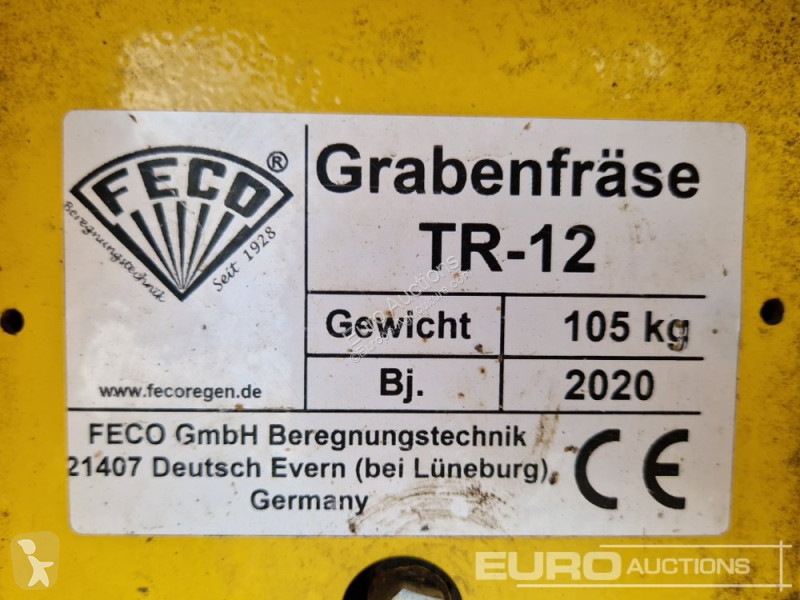 FECO ®
Beregnungstechnik
Seit 1928
www.fecoregen.de
Grabenfräse
TR-12
Gewicht 105 kg
Bj. 2020
FECO GmbH Beregnungstechnik
21407 Deutsch Evern (bei Lüneburg),
Germany
CE
EURO AUCTIONS